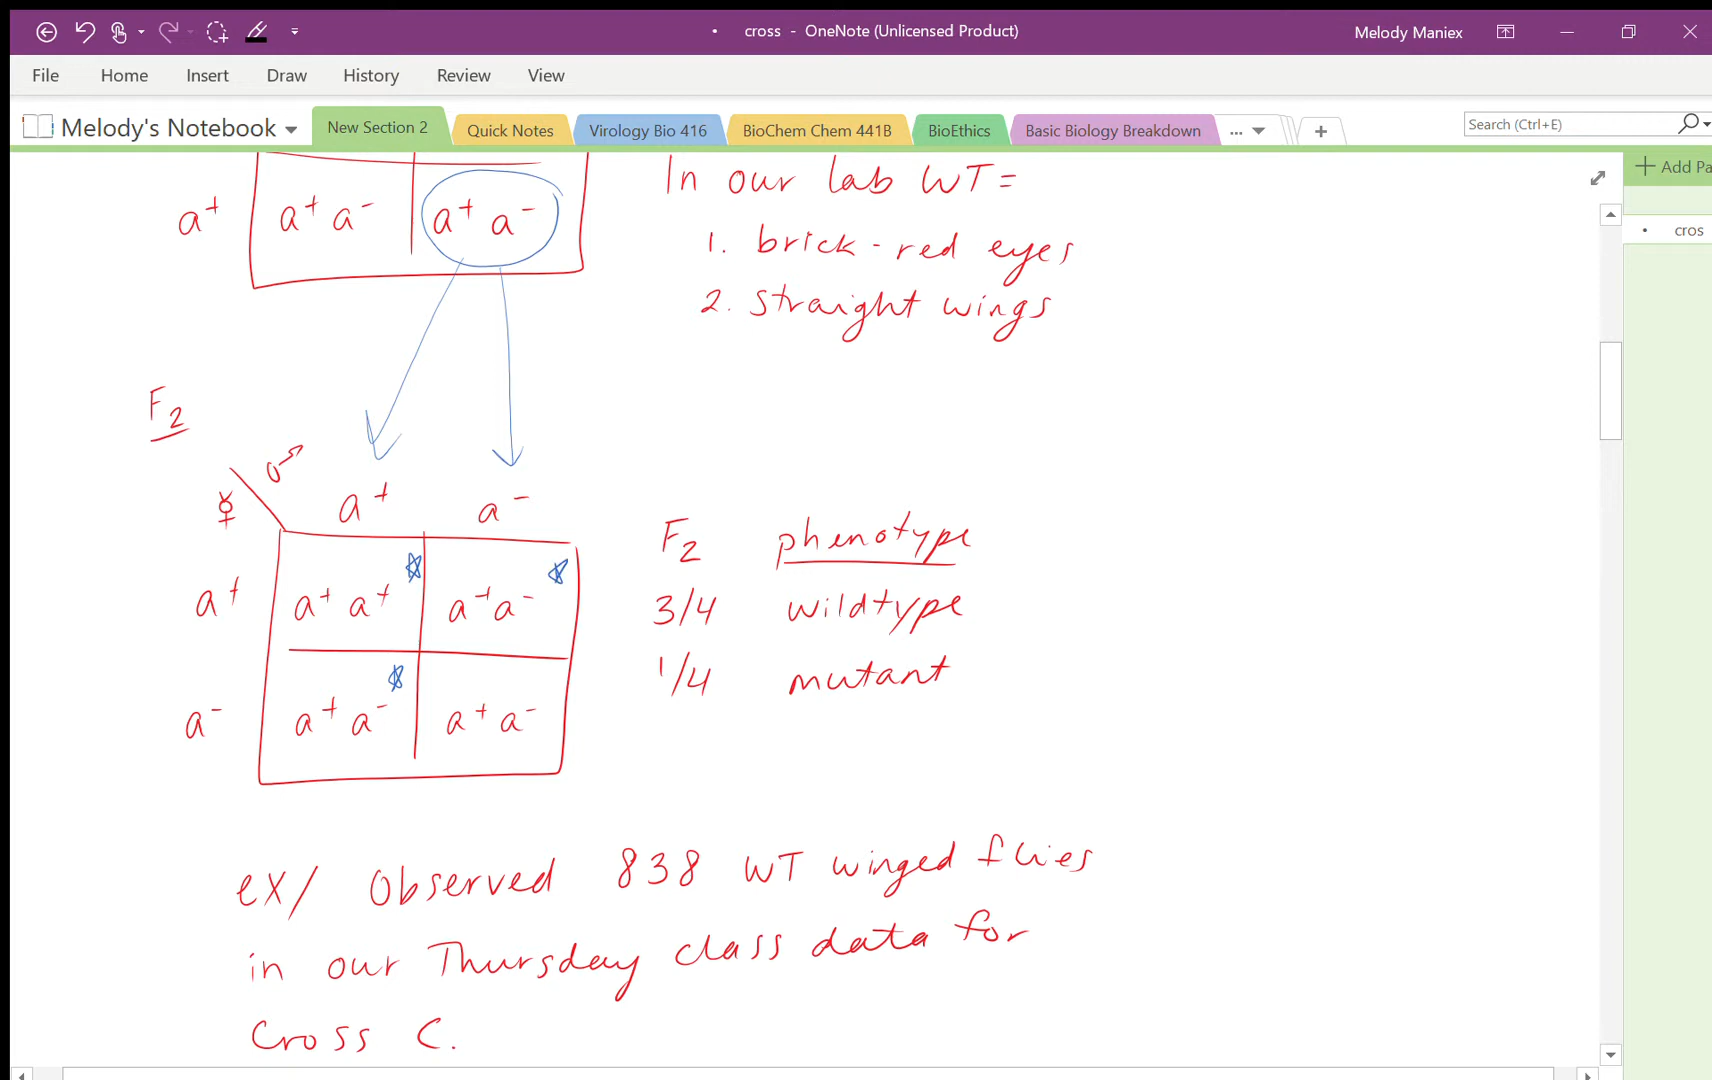 cross - OneNote (Unlicensed Product)
Melody Maniex
File Home Insert Draw History Review View
Melody's Notebook
New Section 2
Quick Notes
Virology Bio 416
BioChem Chem 441B
BioEthics
Basic Biology Breakdown
...
+
Search (Ctrl+E)
+ Add Pa
cros
a⁺ a⁺ a⁻ a⁺ a⁻
In our lab WT=
1. brick-red eyes
2. straight wings
F₂
♀ ♂ a⁺ a⁻
a⁺ a⁺ a⁺ a⁺ a⁻
a⁻ a⁺ a⁻ a⁺ a⁻
F₂ phenotype
3/4 wildtype
1/4 mutant
ex/ Observed 838 WT winged flies
in our Thursday class data for
Cross C.